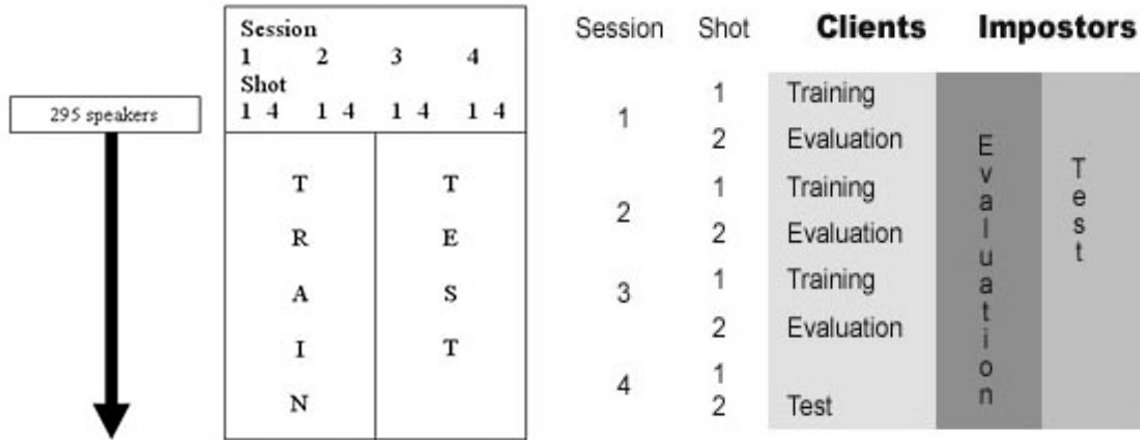 Session
1 2 3 4
Shot
1 4 1 4 1 4 1 4
295 speakers
T T
R E
A S
I T
N
Session Shot Clients Impostors
1 1 Training
2 Evaluation
2 1 Training
2 Evaluation
3 1 Training
2 Evaluation
4 1
2 Test
Evaluation
Test